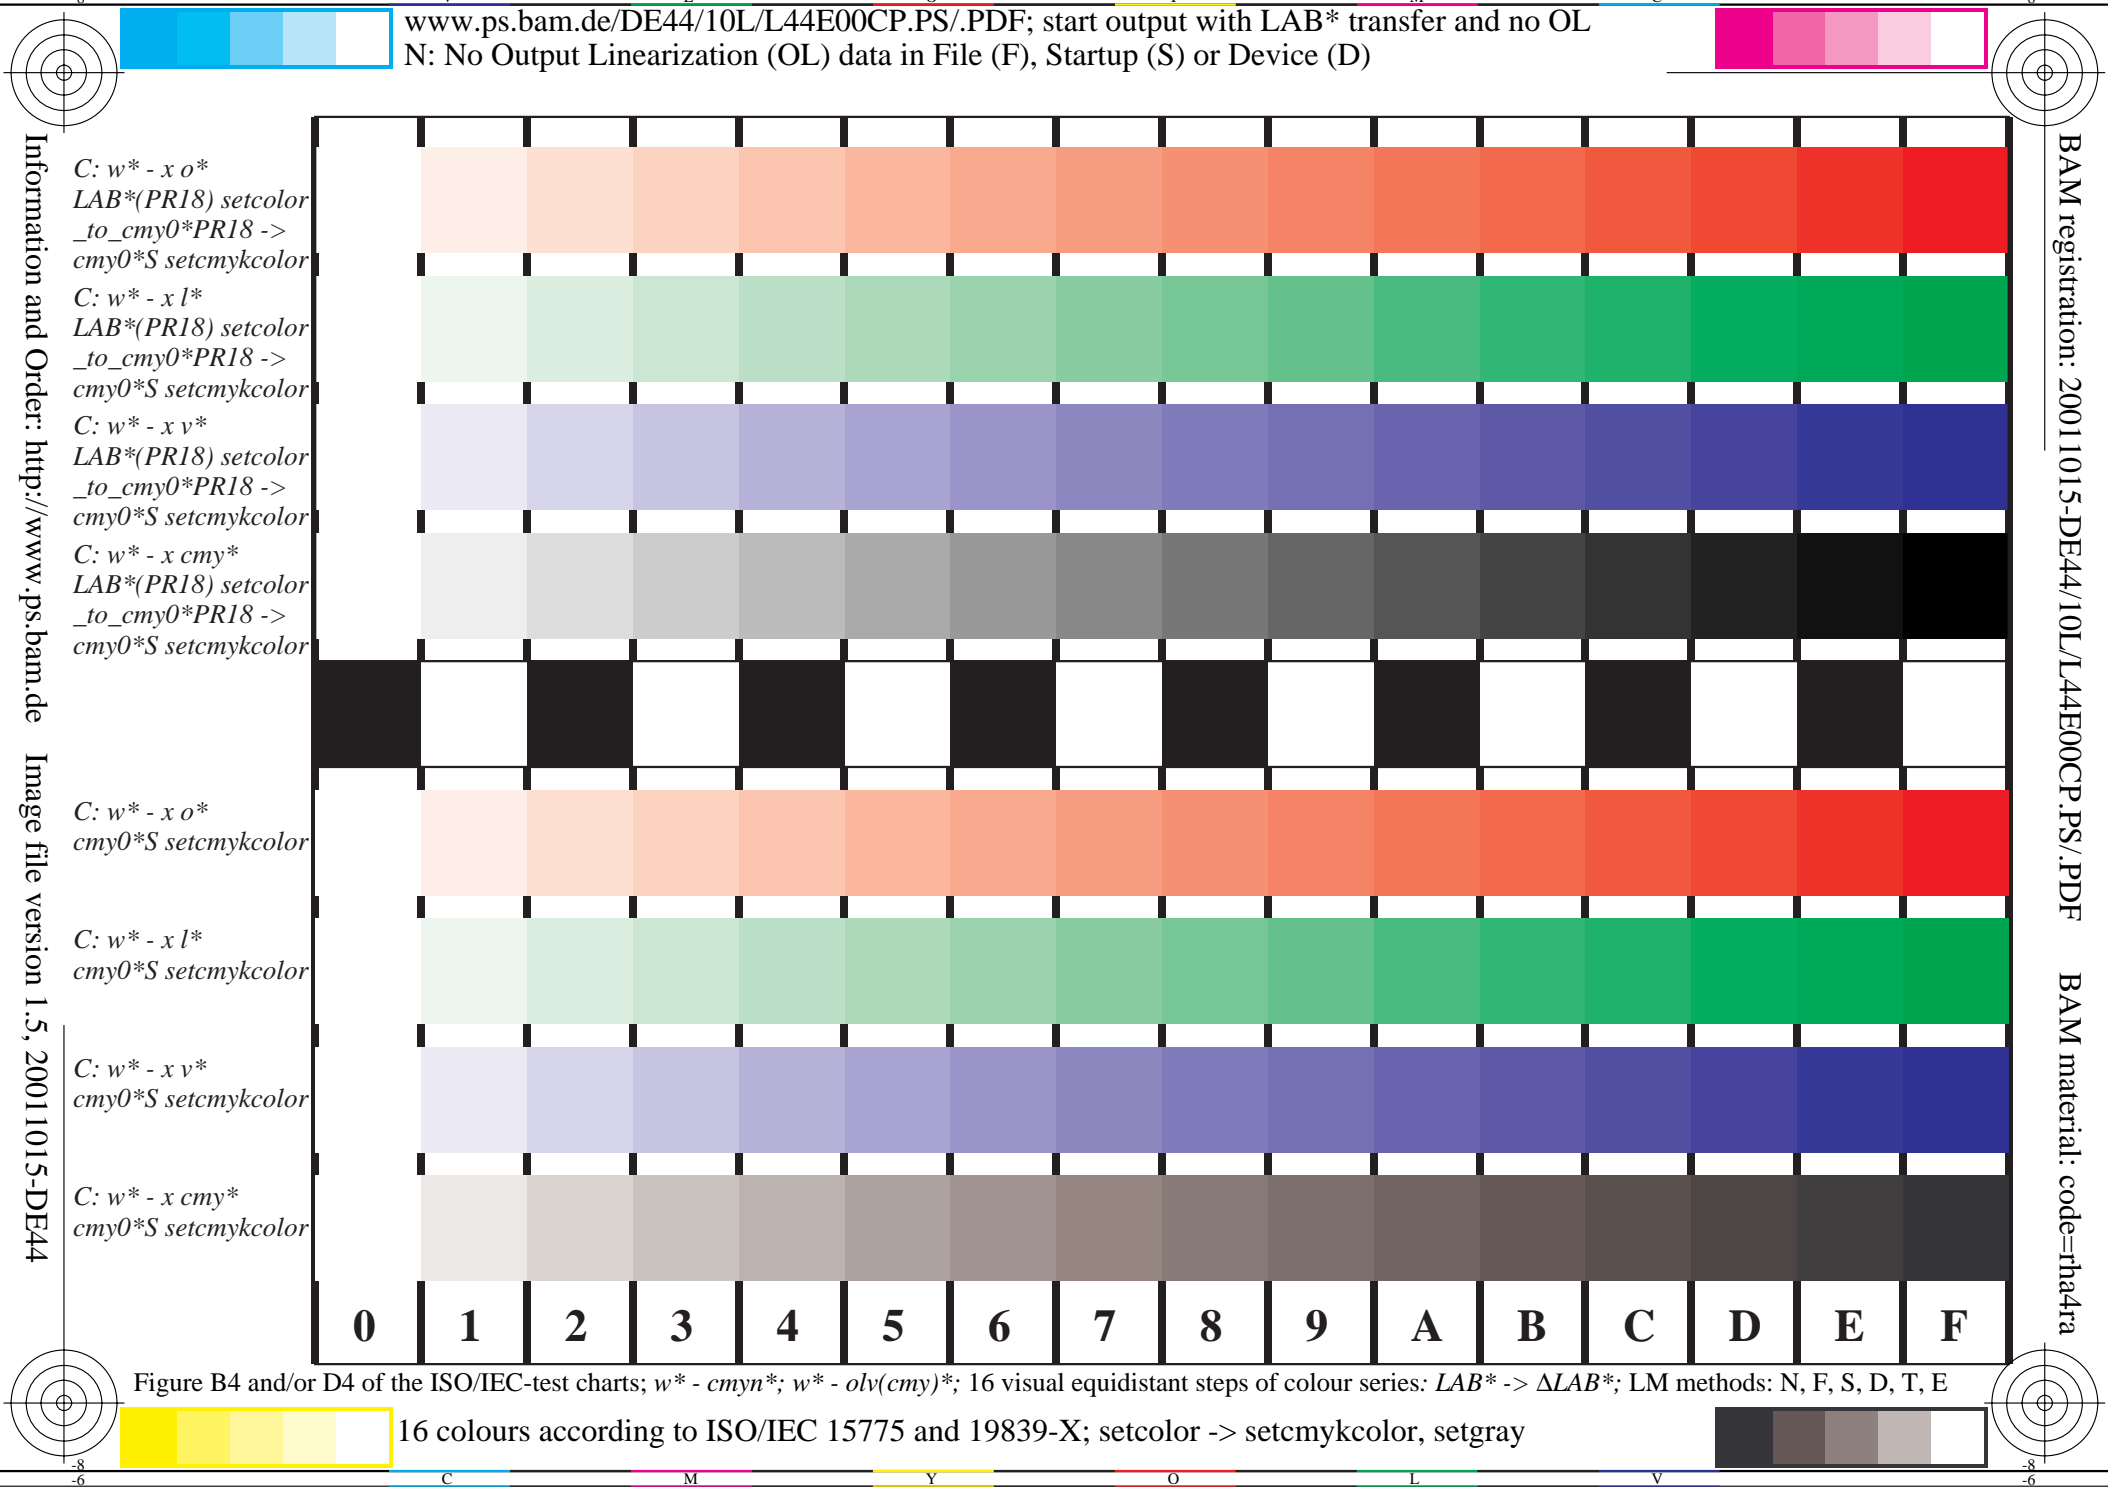 www.ps.bam.de/DE44/10L/L44E00CP.PS/.PDF; start output with LAB* transfer and no OL
N: No Output Linearization (OL) data in File (F), Startup (S) or Device (D)
Information and Order: http://www.ps.bam.de Image file version 1.5, 20011015-DE44
BAM registration: 20011015-DE44/10L/L44E00CP.PS/.PDF BAM material: code=rha4ra
C: w* - x o*
LAB*(PR18) setcolor
_to_cmy0*PR18 ->
cmy0*S setcmykcolor
C: w* - x l*
LAB*(PR18) setcolor
_to_cmy0*PR18 ->
cmy0*S setcmykcolor
C: w* - x v*
LAB*(PR18) setcolor
_to_cmy0*PR18 ->
cmy0*S setcmykcolor
C: w* - x cmy*
LAB*(PR18) setcolor
_to_cmy0*PR18 ->
cmy0*S setcmykcolor
C: w* - x o*
cmy0*S setcmykcolor
C: w* - x l*
cmy0*S setcmykcolor
C: w* - x v*
cmy0*S setcmykcolor
C: w* - x cmy*
cmy0*S setcmykcolor
0 1 2 3 4 5 6 7 8 9 A B C D E F
Figure B4 and/or D4 of the ISO/IEC-test charts; w* - cmyn*; w* - olv(cmy)*; 16 visual equidistant steps of colour series: LAB* -> ΔLAB*; LM methods: N, F, S, D, T, E
16 colours according to ISO/IEC 15775 and 19839-X; setcolor -> setcmykcolor, setgray
-8 -8
-6 C M Y O L V -6